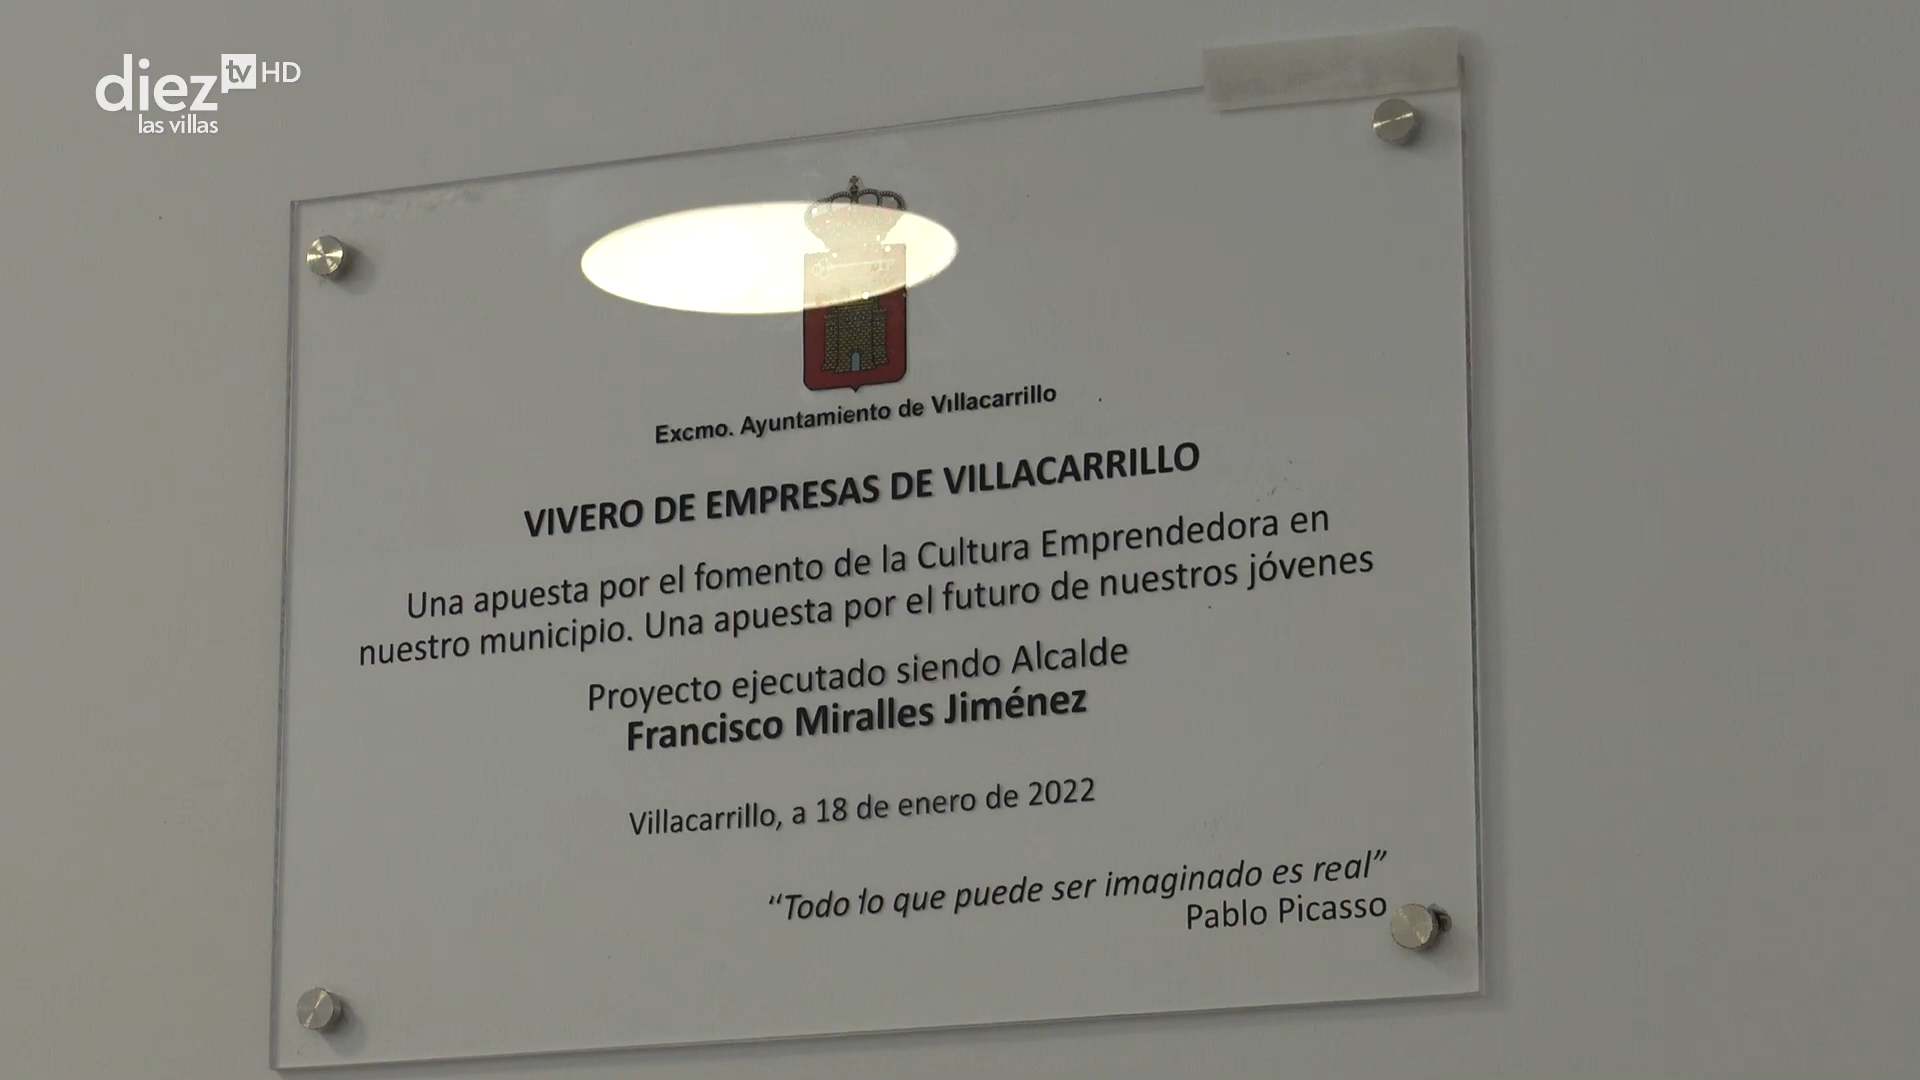 diez tv HD
las villas
Excmo. Ayuntamiento de Villacarrillo
VIVERO DE EMPRESAS DE VILLACARRILLO
Una apuesta por el fomento de la Cultura Emprendedora en
nuestro municipio. Una apuesta por el futuro de nuestros jóvenes
Proyecto ejecutado siendo Alcalde
Francisco Miralles Jiménez
Villacarrillo, a 18 de enero de 2022
“Todo lo que puede ser imaginado es real”
Pablo Picasso